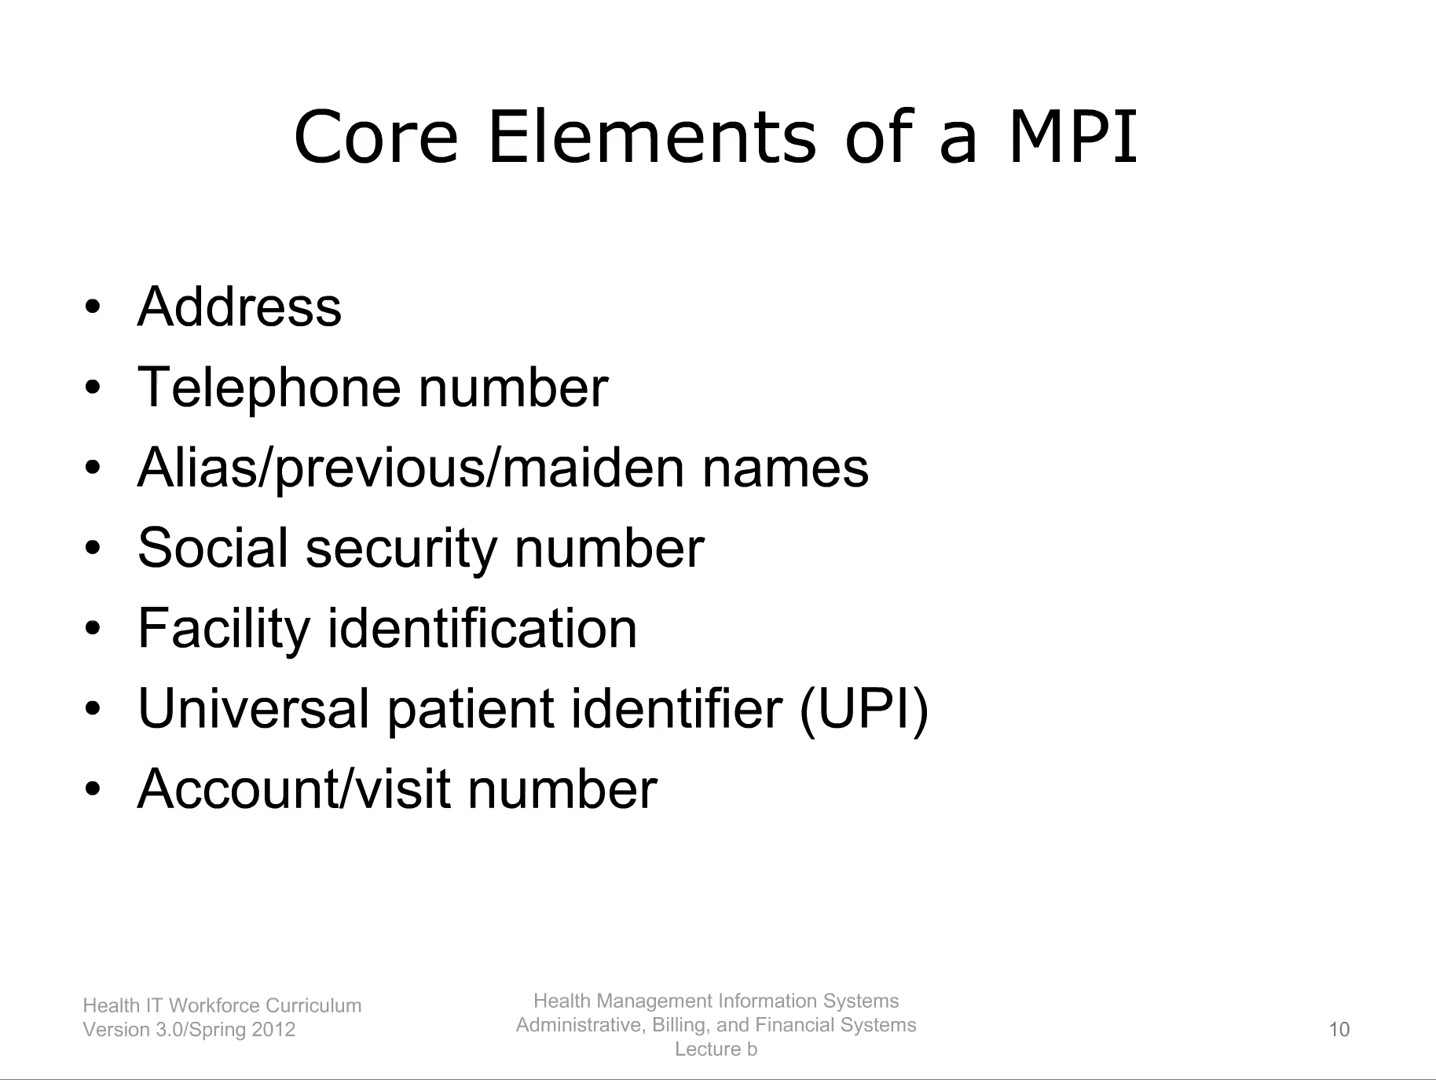 Core Elements of a MPI
• Address
• Telephone number
• Alias/previous/maiden names
• Social security number
• Facility identification
• Universal patient identifier (UPI)
• Account/visit number
Health IT Workforce Curriculum
Version 3.0/Spring 2012
Health Management Information Systems
Administrative, Billing, and Financial Systems
Lecture b
10